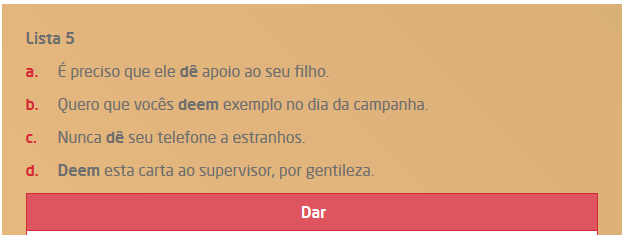 Lista 5
a. É preciso que ele dê apoio ao seu filho.
b. Quero que vocês deem exemplo no dia da campanha.
c. Nunca dê seu telefone a estranhos.
d. Deem esta carta ao supervisor, por gentileza.
Dar